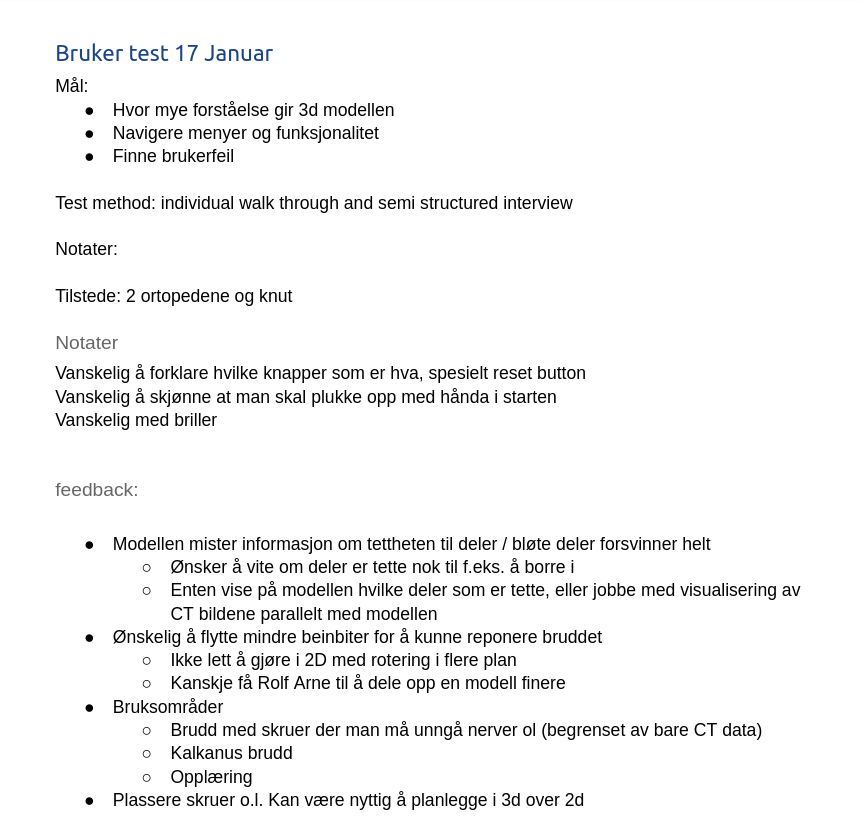 Bruker test 17 Januar
Mål:
● Hvor mye forståelse gir 3d modellen
● Navigere menyer og funksjonalitet
● Finne brukerfeil
Test method: individual walk through and semi structured interview
Notater:
Tilstede: 2 ortopedene og knut
Notater
Vanskelig å forklare hvilke knapper som er hva, spesielt reset button
Vanskelig å skjønne at man skal plukke opp med hånda i starten
Vanskelig med briller
feedback:
● Modellen mister informasjon om tettheten til deler / bløte deler forsvinner helt
○ Ønsker å vite om deler er tette nok til f.eks. å borre i
○ Enten vise på modellen hvilke deler som er tette, eller jobbe med visualisering av
CT bildene parallelt med modellen
● Ønskelig å flytte mindre beinbiter for å kunne reponere bruddet
○ Ikke lett å gjøre i 2D med rotering i flere plan
○ Kanskje få Rolf Arne til å dele opp en modell finere
● Bruksområder
○ Brudd med skruer der man må unngå nerver ol (begrenset av bare CT data)
○ Kalkanus brudd
○ Opplæring
● Plassere skruer o.l. Kan være nyttig å planlegge i 3d over 2d